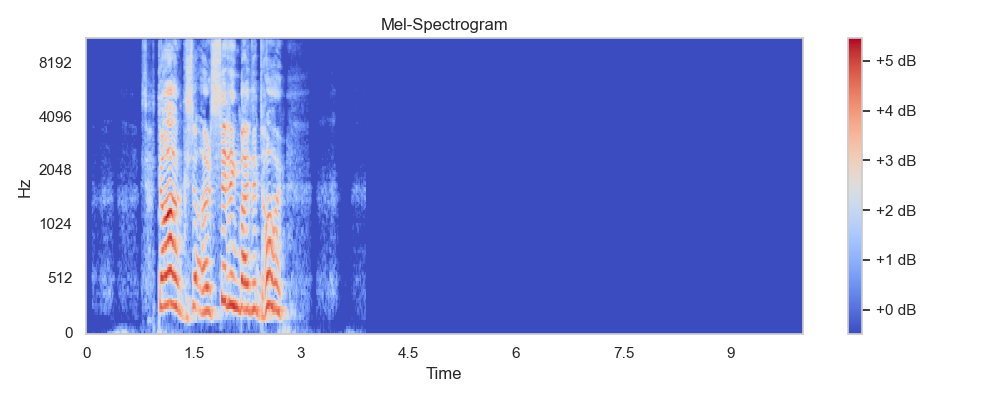 Mel-Spectrogram
8192
4096
2048
1024
512
0
Hz
0 1.5 3 4.5 6 7.5 9
Time
+5 dB
+4 dB
+3 dB
+2 dB
+1 dB
+0 dB